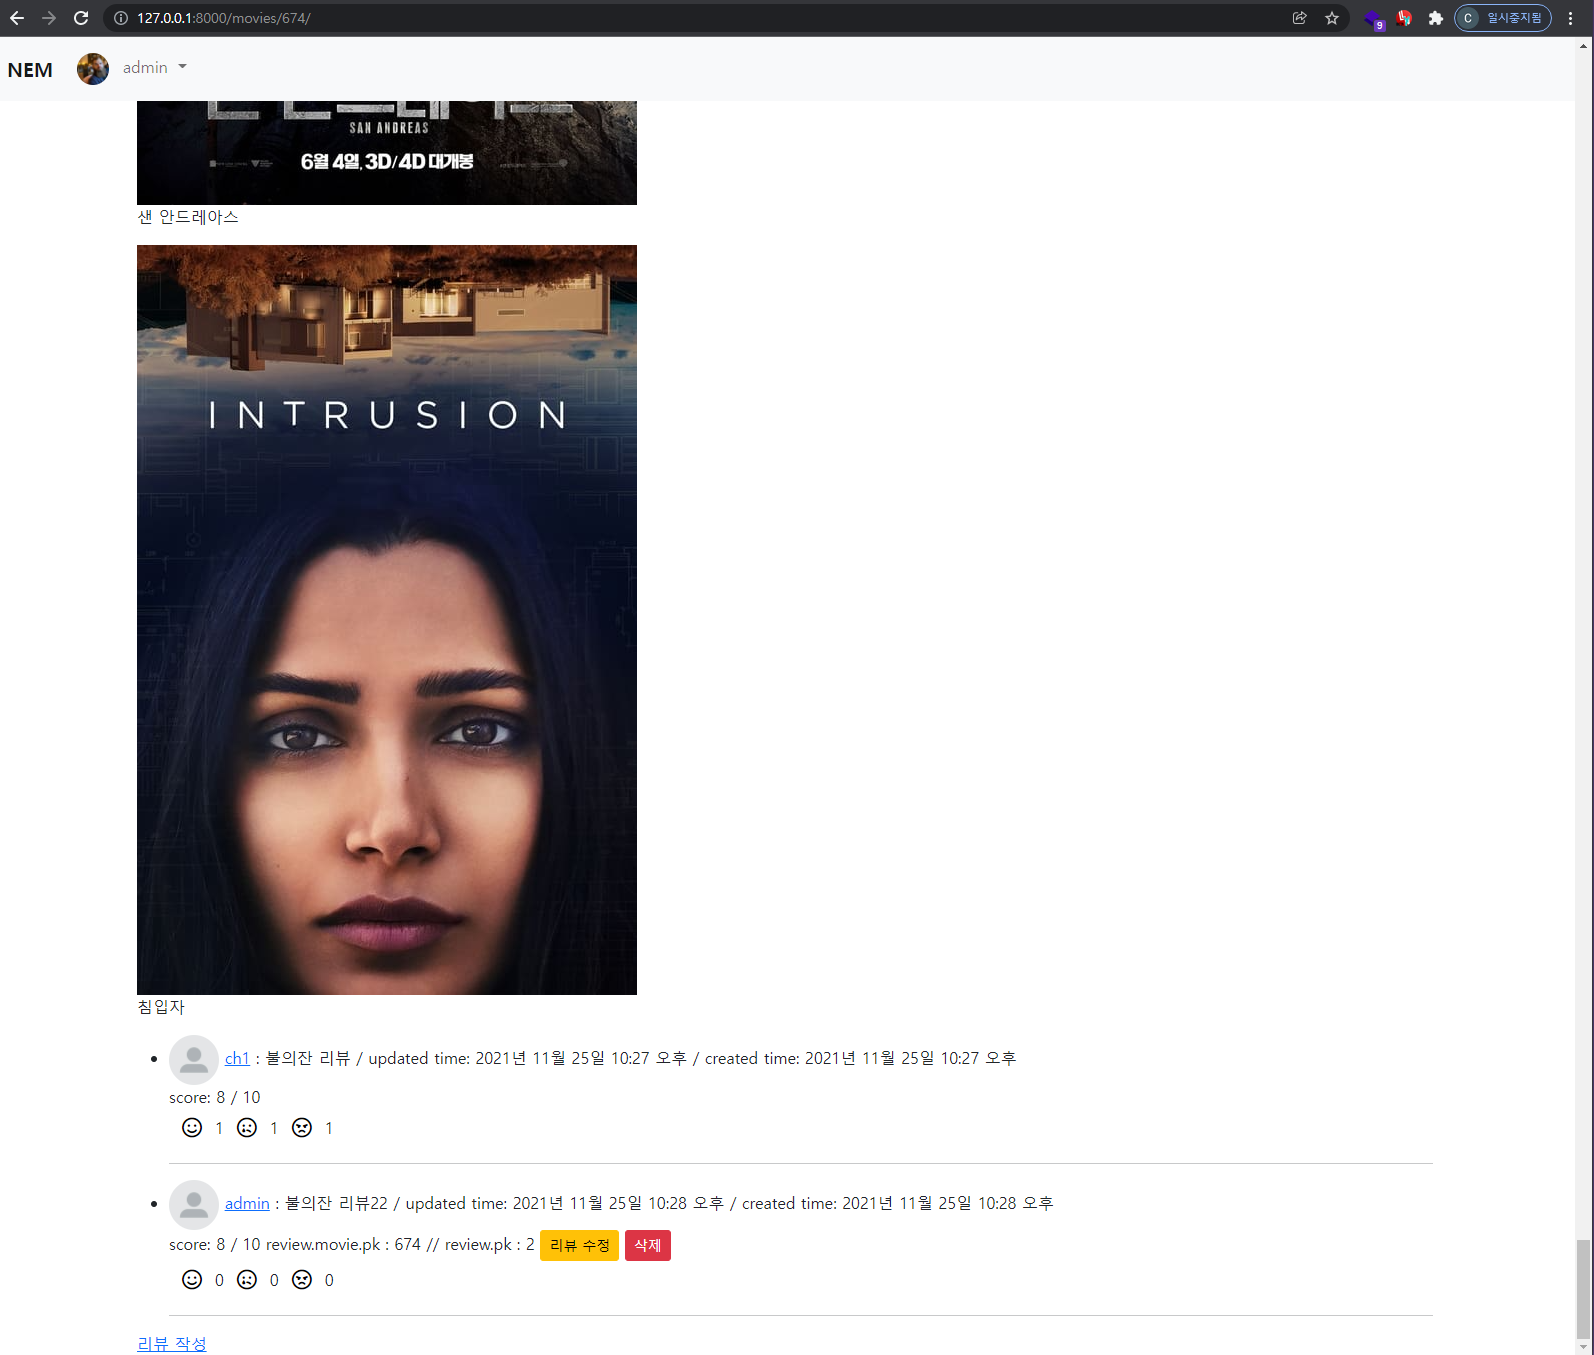 127.0.0.1:8000/movies/674/
9
C 일시중지됨
NEM admin
SAN ANDREAS
6월 4일, 3D/4D 대개봉
샌 안드레아스
INTRUSION
침입자
ch1 : 불의잔 리뷰 / updated time: 2021년 11월 25일 10:27 오후 / created time: 2021년 11월 25일 10:27 오후
score: 8 / 10
1 1 1
admin : 불의잔 리뷰22 / updated time: 2021년 11월 25일 10:28 오후 / created time: 2021년 11월 25일 10:28 오후
score: 8 / 10 review.movie.pk : 674 // review.pk : 2 리뷰 수정 삭제
0 0 0
리뷰 작성